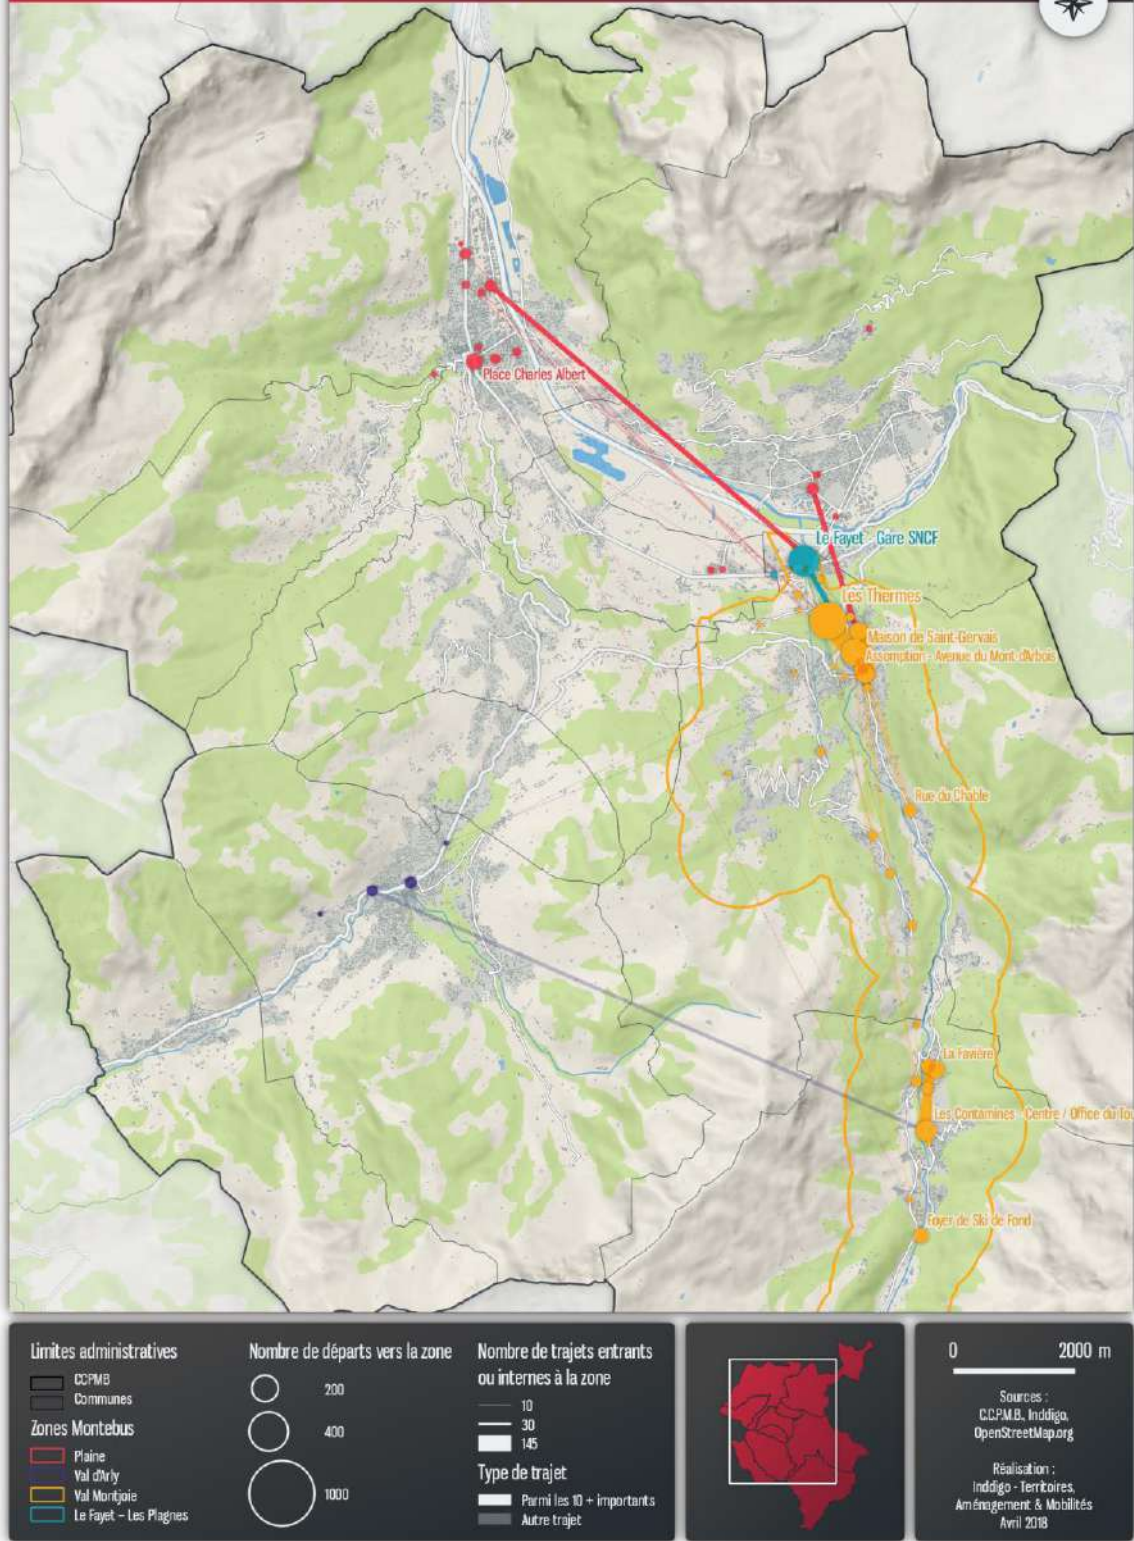 Place Charles Albert
Le Fayet - Gare SNCF
Les Thermes
Maison de Saint-Gervais
Assomption - Avenue du Mont d'Arbois
Rue du Chable
La Favière
Les Contamines - Centre / Office du Tou
Foyer de Ski de Fond
Limites administratives
CCPMB
Communes
Zones Montebus
Plaine
Val d'Arly
Val Montjoie
Le Fayet – Les Plagnes
Nombre de départs vers la zone
200
400
1000
Nombre de trajets entrants
ou internes à la zone
10
30
145
Type de trajet
Parmi les 10 + importants
Autre trajet
0 2000 m
Sources :
C.C.P.M.B., Inddigo,
OpenStreetMap.org
Réalisation :
Inddigo - Territoires,
Aménagement & Mobilités
Avril 2018